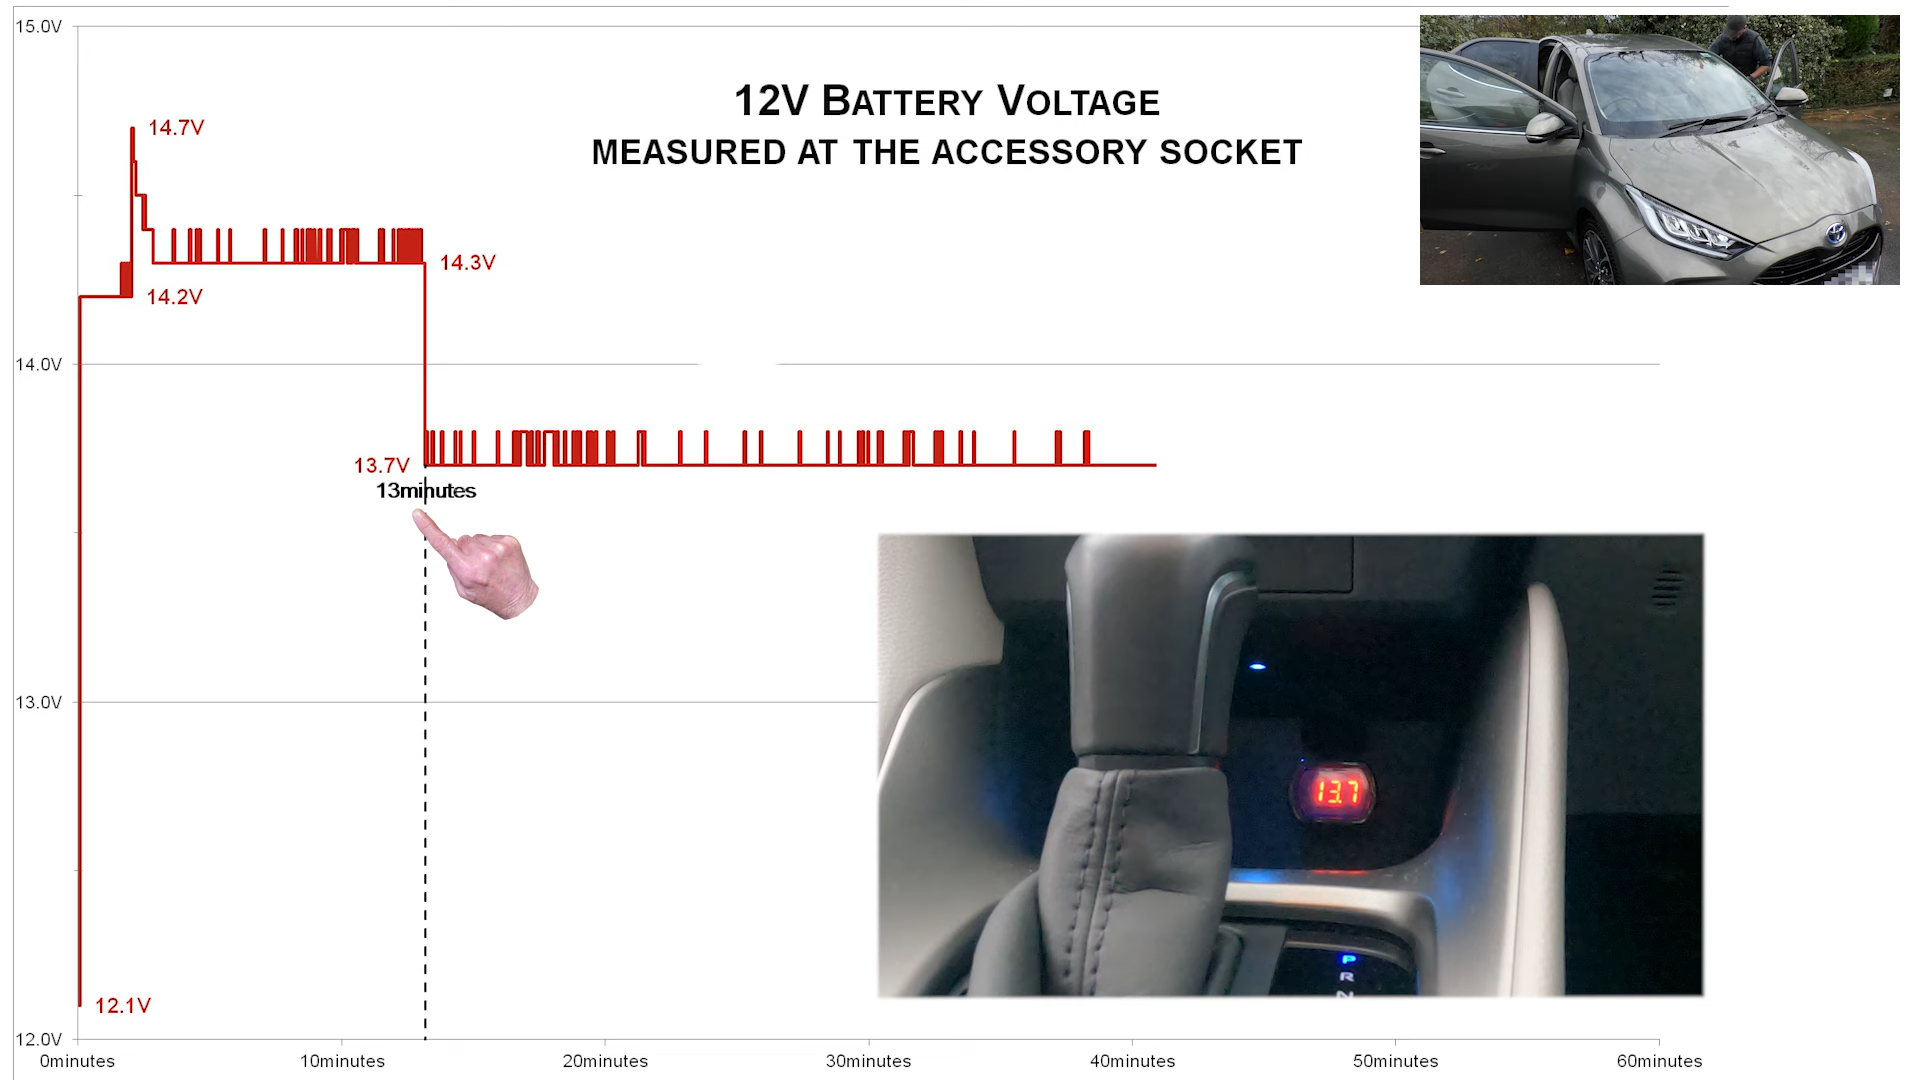 15.0V
12V BATTERY VOLTAGE
MEASURED AT THE ACCESSORY SOCKET
14.7V
14.3V
14.2V
14.0V
13.7V
13minutes
13.0V
13.7
P
R
N
12.1V
12.0V
0minutes 10minutes 20minutes 30minutes 40minutes 50minutes 60minutes